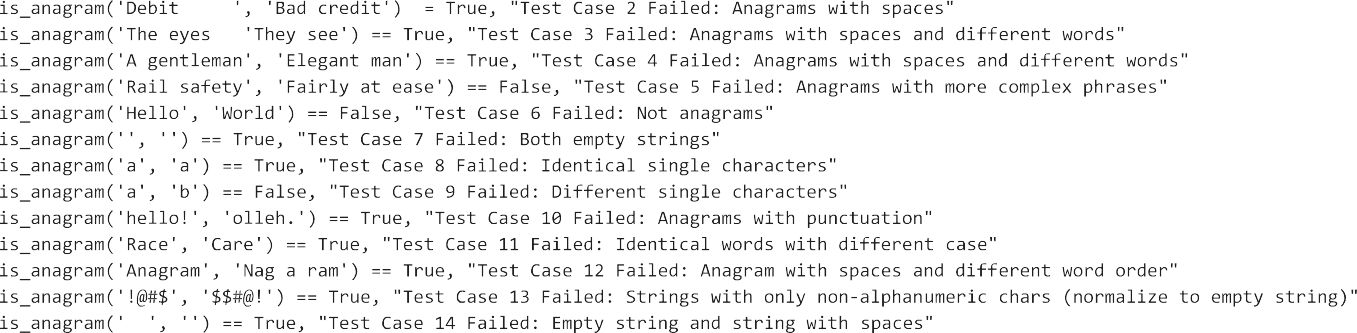 is_anagram('Debit     ', 'Bad credit')  = True, "Test Case 2 Failed: Anagrams with spaces"
is_anagram('The eyes   'They see') == True, "Test Case 3 Failed: Anagrams with spaces and different words"
is_anagram('A gentleman', 'Elegant man') == True, "Test Case 4 Failed: Anagrams with spaces and different words"
is_anagram('Rail safety', 'Fairly at ease') == False, "Test Case 5 Failed: Anagrams with more complex phrases"
is_anagram('Hello', 'World') == False, "Test Case 6 Failed: Not anagrams"
is_anagram('', '') == True, "Test Case 7 Failed: Both empty strings"
is_anagram('a', 'a') == True, "Test Case 8 Failed: Identical single characters"
is_anagram('a', 'b') == False, "Test Case 9 Failed: Different single characters"
is_anagram('hello!', 'olleh.') == True, "Test Case 10 Failed: Anagrams with punctuation"
is_anagram('Race', 'Care') == True, "Test Case 11 Failed: Identical words with different case"
is_anagram('Anagram', 'Nag a ram') == True, "Test Case 12 Failed: Anagram with spaces and different word order"
is_anagram('!@#$', '$$#@!') == True, "Test Case 13 Failed: Strings with only non-alphanumeric chars (normalize to empty string)"
is_anagram('  ', '') == True, "Test Case 14 Failed: Empty string and string with spaces"